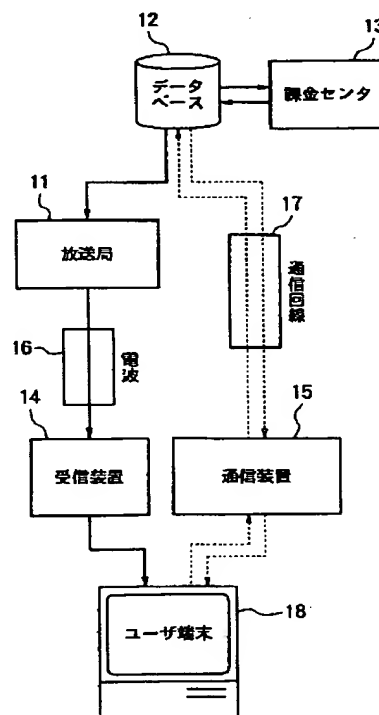 12
データ
ベース
13
課金センタ
11
放送局
17
通信回線
16
電波
14
受信装置
15
通信装置
ユーザ端末
18